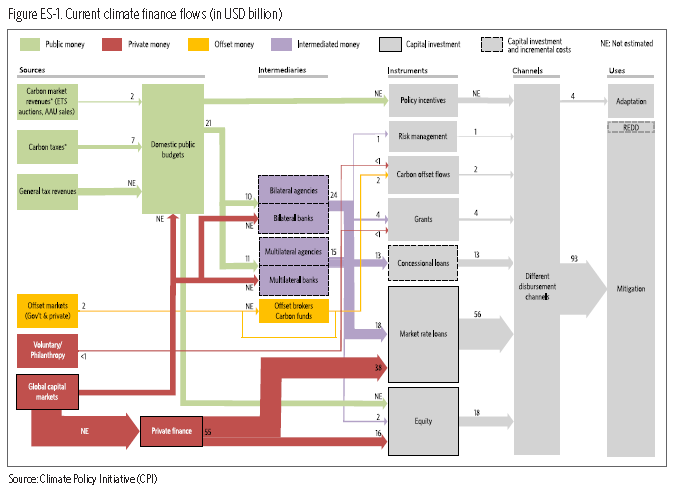 Figure ES-1. Current climate finance flows (in USD billion)
Public money
Private money
Offset money
Intermediated money
Capital investment
Capital investment
and incremental costs
NE: Not estimated
Sources
Intermediaries
Instruments
Channels
Uses
Carbon market
revenues* (ETS
auctions, AAU sales)
2
Carbon taxes*
7
General tax revenues
NE
Domestic public
budgets
21
NE
NE
Policy incentives
NE
4
Adaptation
REDD
1
Risk management
1
<1
2
Carbon offset flows
2
10
NE
Bilateral agencies
Bilateral banks
24
4
<1
Grants
4
11
NE
Multilateral agencies
Multilateral banks
15
13
Concessional loans
13
Different
disbursement
channels
93
Mitigation
Offset markets
(Gov't & private)
2
NE
Offset brokers
Carbon funds
18
Market rate loans
56
38
Voluntary/
Philanthropy
<1
Global capital
markets
NE
Private finance
55
NE
2
16
Equity
18
Source: Climate Policy Initiative (CPI)